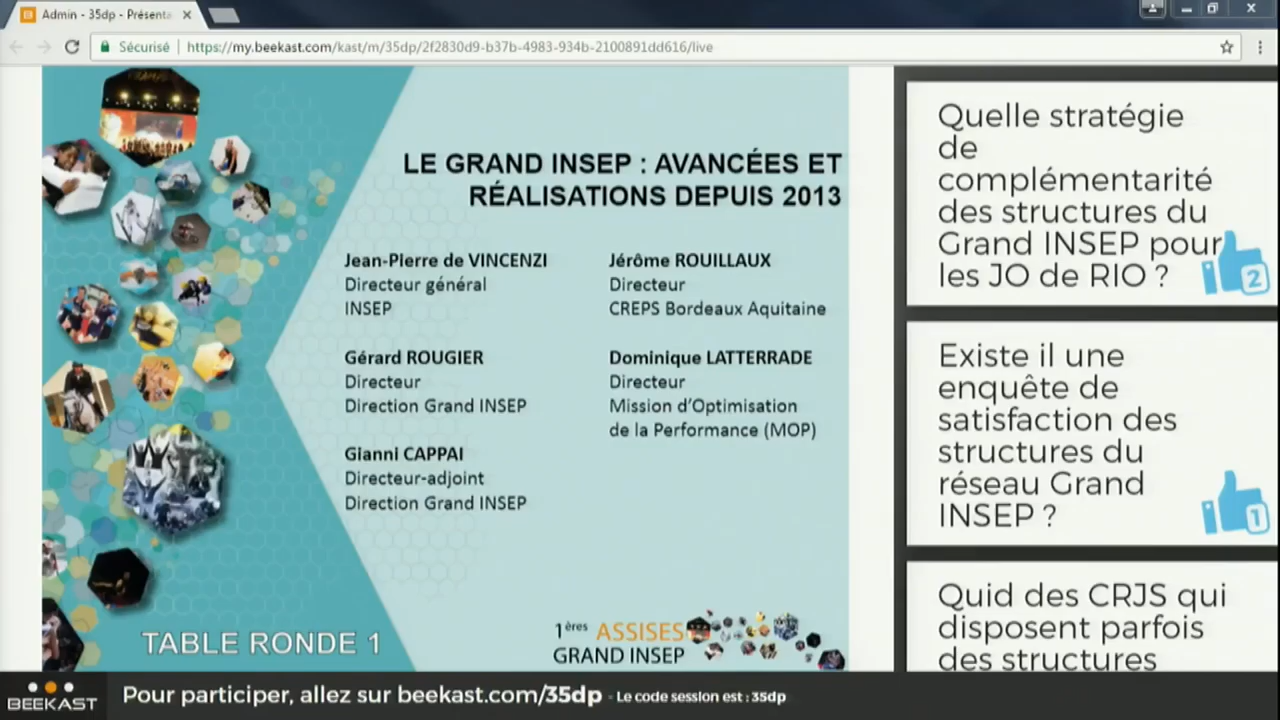 Admin - 35dp - Présenta
Sécurisé
https://my.beekast.com/kast/m/35dp/2f2830d9-b37b-4983-934b-2100891dd616/live
LE GRAND INSEP : AVANCÉES ET
RÉALISATIONS DEPUIS 2013
Jean-Pierre de VINCENZI
Directeur général
INSEP
Gérard ROUGIER
Directeur
Direction Grand INSEP
Gianni CAPPAI
Directeur-adjoint
Direction Grand INSEP
Jérôme ROUILLAUX
Directeur
CREPS Bordeaux Aquitaine
Dominique LATTERRADE
Directeur
Mission d’Optimisation
de la Performance (MOP)
TABLE RONDE 1
1ères ASSISES
GRAND INSEP
Quelle stratégie
de
complémentarité
des structures du
Grand INSEP pour
les JO de RIO ?
2
Existe il une
enquête de
satisfaction des
structures du
réseau Grand
INSEP ?
1
Quid des CRJS qui
disposent parfois
des structures
BEEKAST
Pour participer, allez sur beekast.com/35dp - Le code session est : 35dp